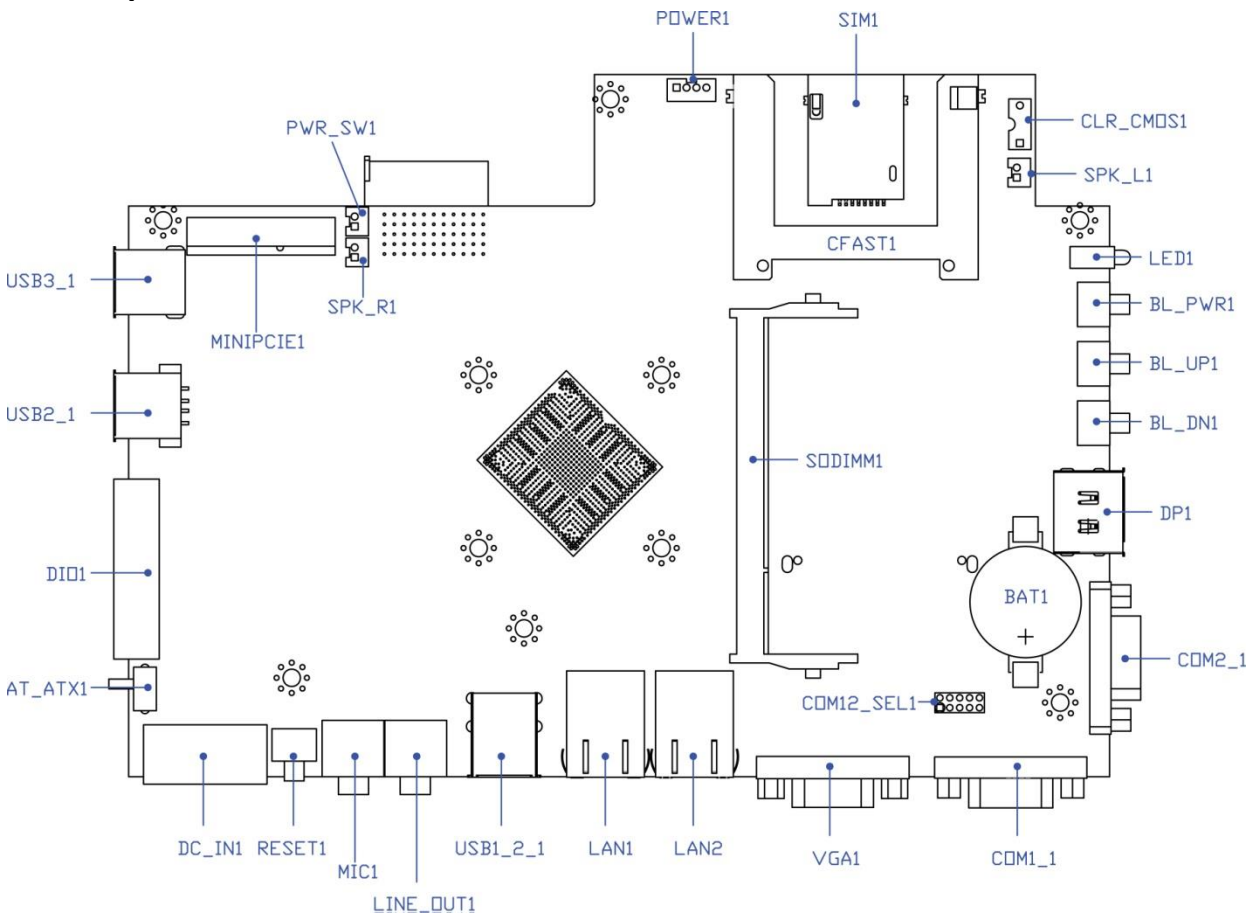 POWER1
SIM1
PWR_SW1
CLR_CMOS1
SPK_L1
CFAST1
LED1
USB3_1
SPK_R1
BL_PWR1
MINIPCIE1
BL_UP1
USB2_1
BL_DN1
SODIMM1
DP1
DIO1
BAT1
COM2_1
AT_ATX1
COM12_SEL1
DC_IN1
RESET1
MIC1
LINE_OUT1
USB1_2_1
LAN1
LAN2
VGA1
COM1_1